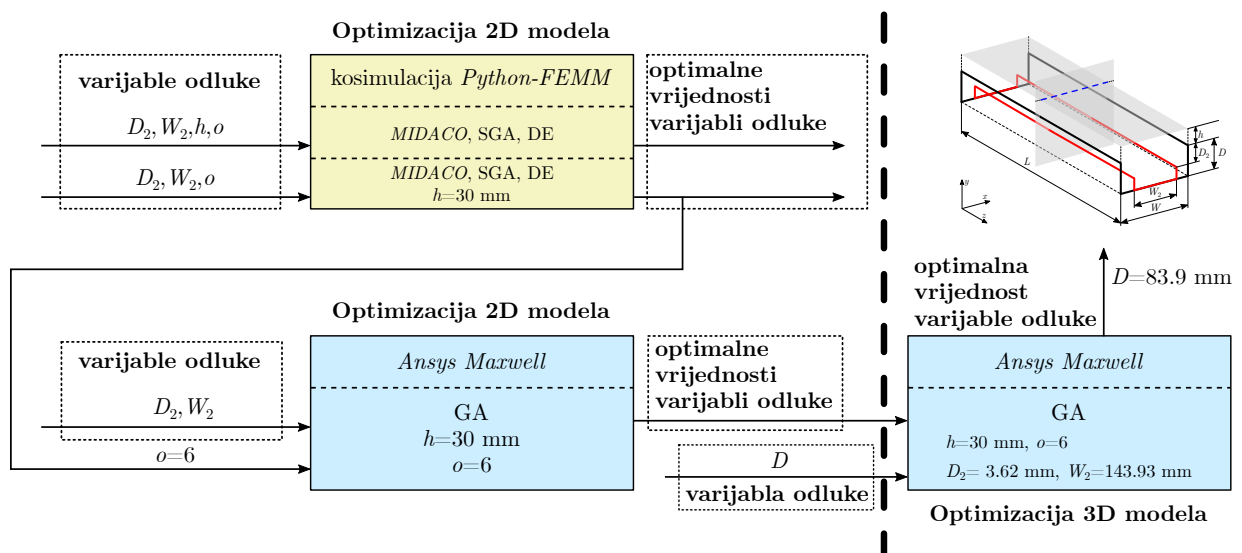 Optimizacija 2D modela
varijable odluke
kosimulacija Python-FEMM
optimalne
vrijednosti
varijabli odluke
D₂, W₂, h, o
MIDACO, SGA, DE
D₂, W₂, o
MIDACO, SGA, DE
h=30 mm
L
h
D₂
D
W₂
W
y
x
z
optimalna
vrijednost
varijable odluke
D=83.9 mm
Optimizacija 2D modela
varijable odluke
Ansys Maxwell
optimalne
vrijednosti
varijabli odluke
D₂, W₂
GA
h=30 mm
o=6
o=6
D
varijabla odluke
Ansys Maxwell
GA
h=30 mm, o=6
D₂= 3.62 mm, W₂=143.93 mm
Optimizacija 3D modela